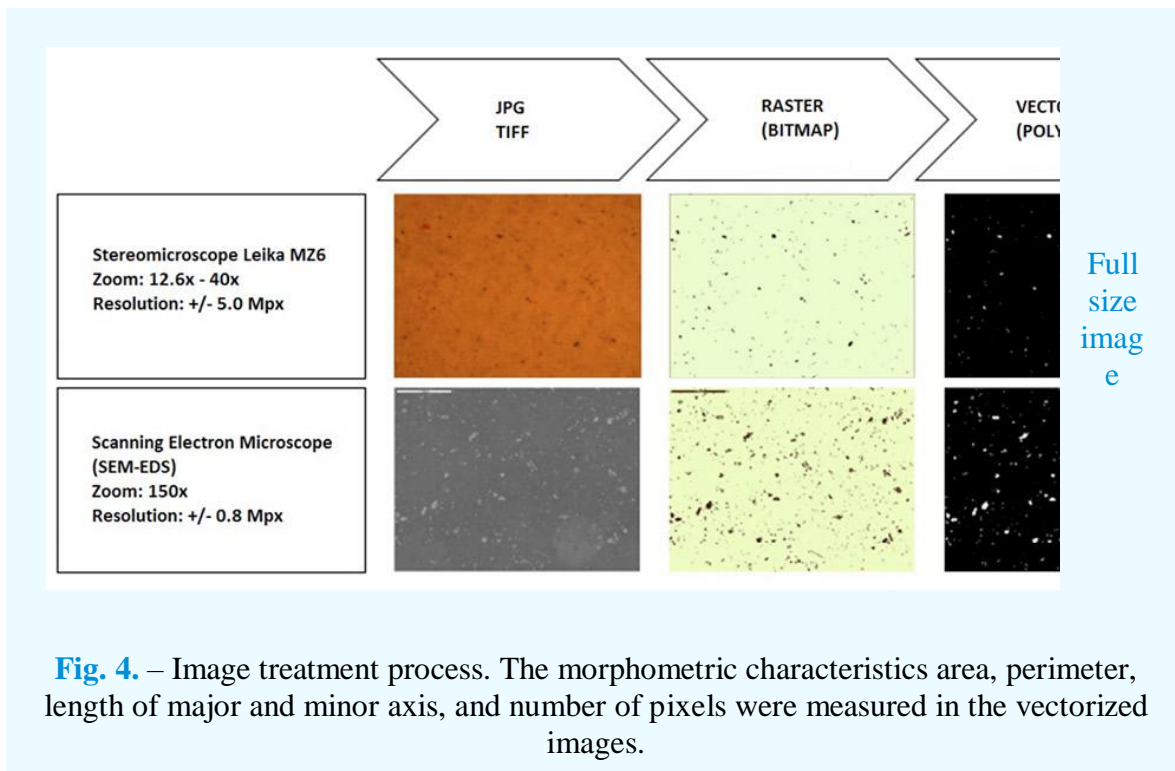 JPG
TIFF
RASTER
(BITMAP)
VECTO
(POLY
Stereomicroscope Leika MZ6
Zoom: 12.6x - 40x
Resolution: +/- 5.0 Mpx
Full
size
imag
e
Scanning Electron Microscope
(SEM-EDS)
Zoom: 150x
Resolution: +/- 0.8 Mpx
Fig. 4. – Image treatment process. The morphometric characteristics area, perimeter,
length of major and minor axis, and number of pixels were measured in the vectorized
images.